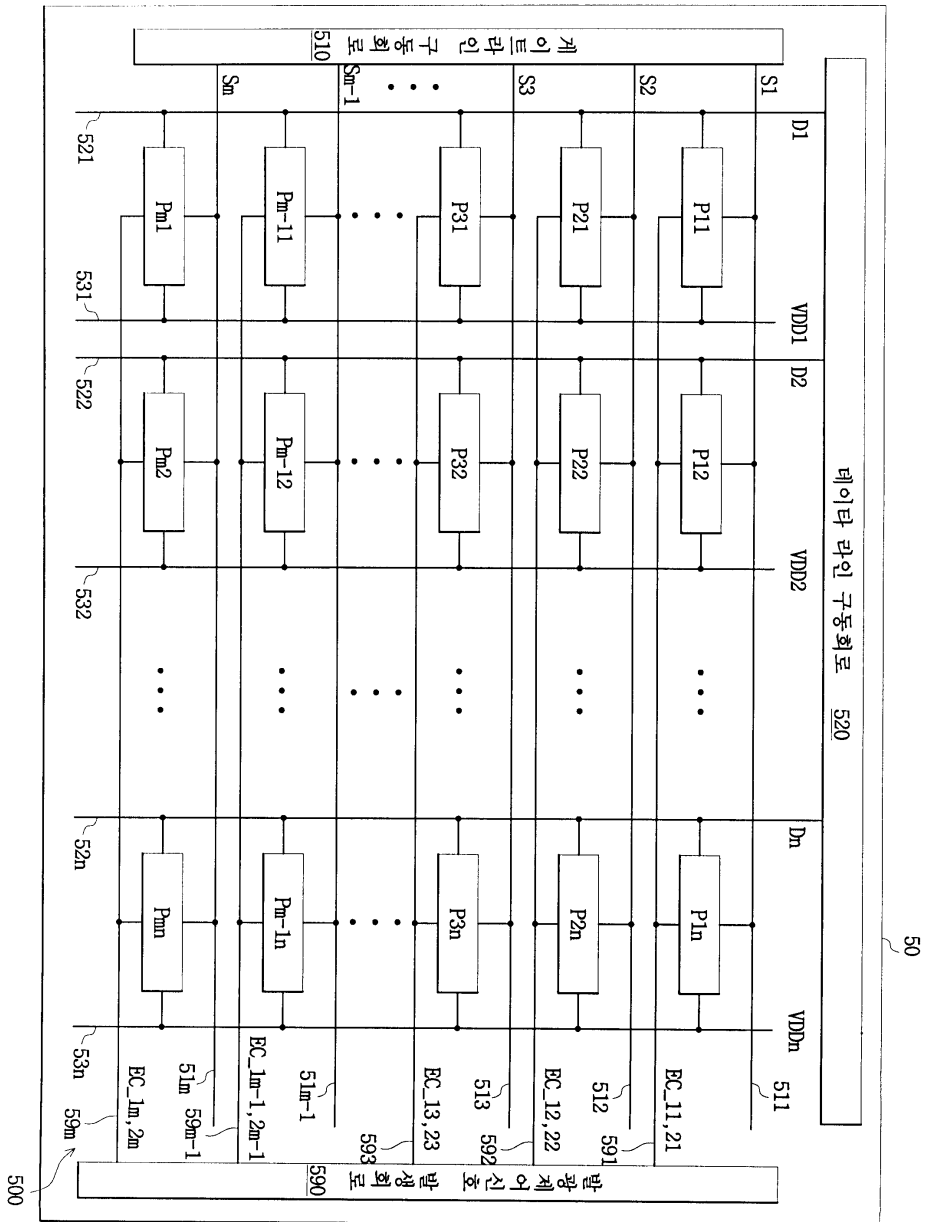 50
데이타 라인 구동회로 520
D1 VDD1 D2 VDD2 Dn VDDn
게이트 라인 구동회로 510
S1 511
P11 P12 P1n
EC_11,21 591
S2 512
P21 P22 P2n
EC_12,22 592
S3 513
P31 P32 P3n
EC_13,23 593
Sm-1 51m-1
Pm-11 Pm-12 Pm-1n
EC_1m-1,2m-1 59m-1
Sm 51m
Pm1 Pm2 Pmn
EC_1m,2m 59m
521 531 522 532 52n 53n
발광제어신호 발생회로 590
500